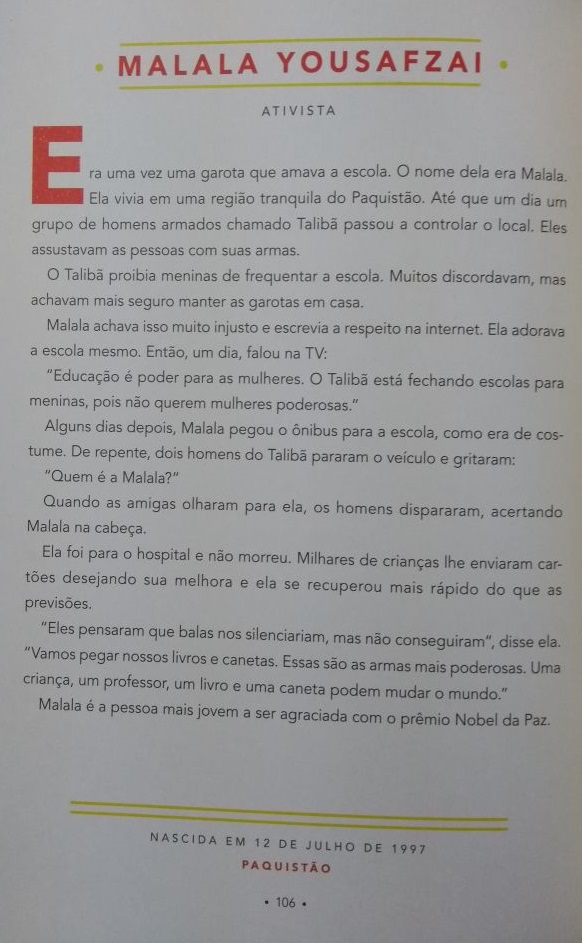 • MALALA YOUSAFZAI •
ATIVISTA
Era uma vez uma garota que amava a escola. O nome dela era Malala.
Ela vivia em uma região tranquila do Paquistão. Até que um dia um
grupo de homens armados chamado Talibã passou a controlar o local. Eles
assustavam as pessoas com suas armas.
O Talibã proibia meninas de frequentar a escola. Muitos discordavam, mas
achavam mais seguro manter as garotas em casa.
Malala achava isso muito injusto e escrevia a respeito na internet. Ela adorava
a escola mesmo. Então, um dia, falou na TV:
“Educação é poder para as mulheres. O Talibã está fechando escolas para
meninas, pois não querem mulheres poderosas.”
Alguns dias depois, Malala pegou o ônibus para a escola, como era de cos-
tume. De repente, dois homens do Talibã pararam o veículo e gritaram:
“Quem é a Malala?”
Quando as amigas olharam para ela, os homens dispararam, acertando
Malala na cabeça.
Ela foi para o hospital e não morreu. Milhares de crianças lhe enviaram car-
tões desejando sua melhora e ela se recuperou mais rápido do que as
previsões.
“Eles pensaram que balas nos silenciariam, mas não conseguiram”, disse ela.
“Vamos pegar nossos livros e canetas. Essas são as armas mais poderosas. Uma
criança, um professor, um livro e uma caneta podem mudar o mundo.”
Malala é a pessoa mais jovem a ser agraciada com o prêmio Nobel da Paz.
NASCIDA EM 12 DE JULHO DE 1997
PAQUISTÃO
• 106 •